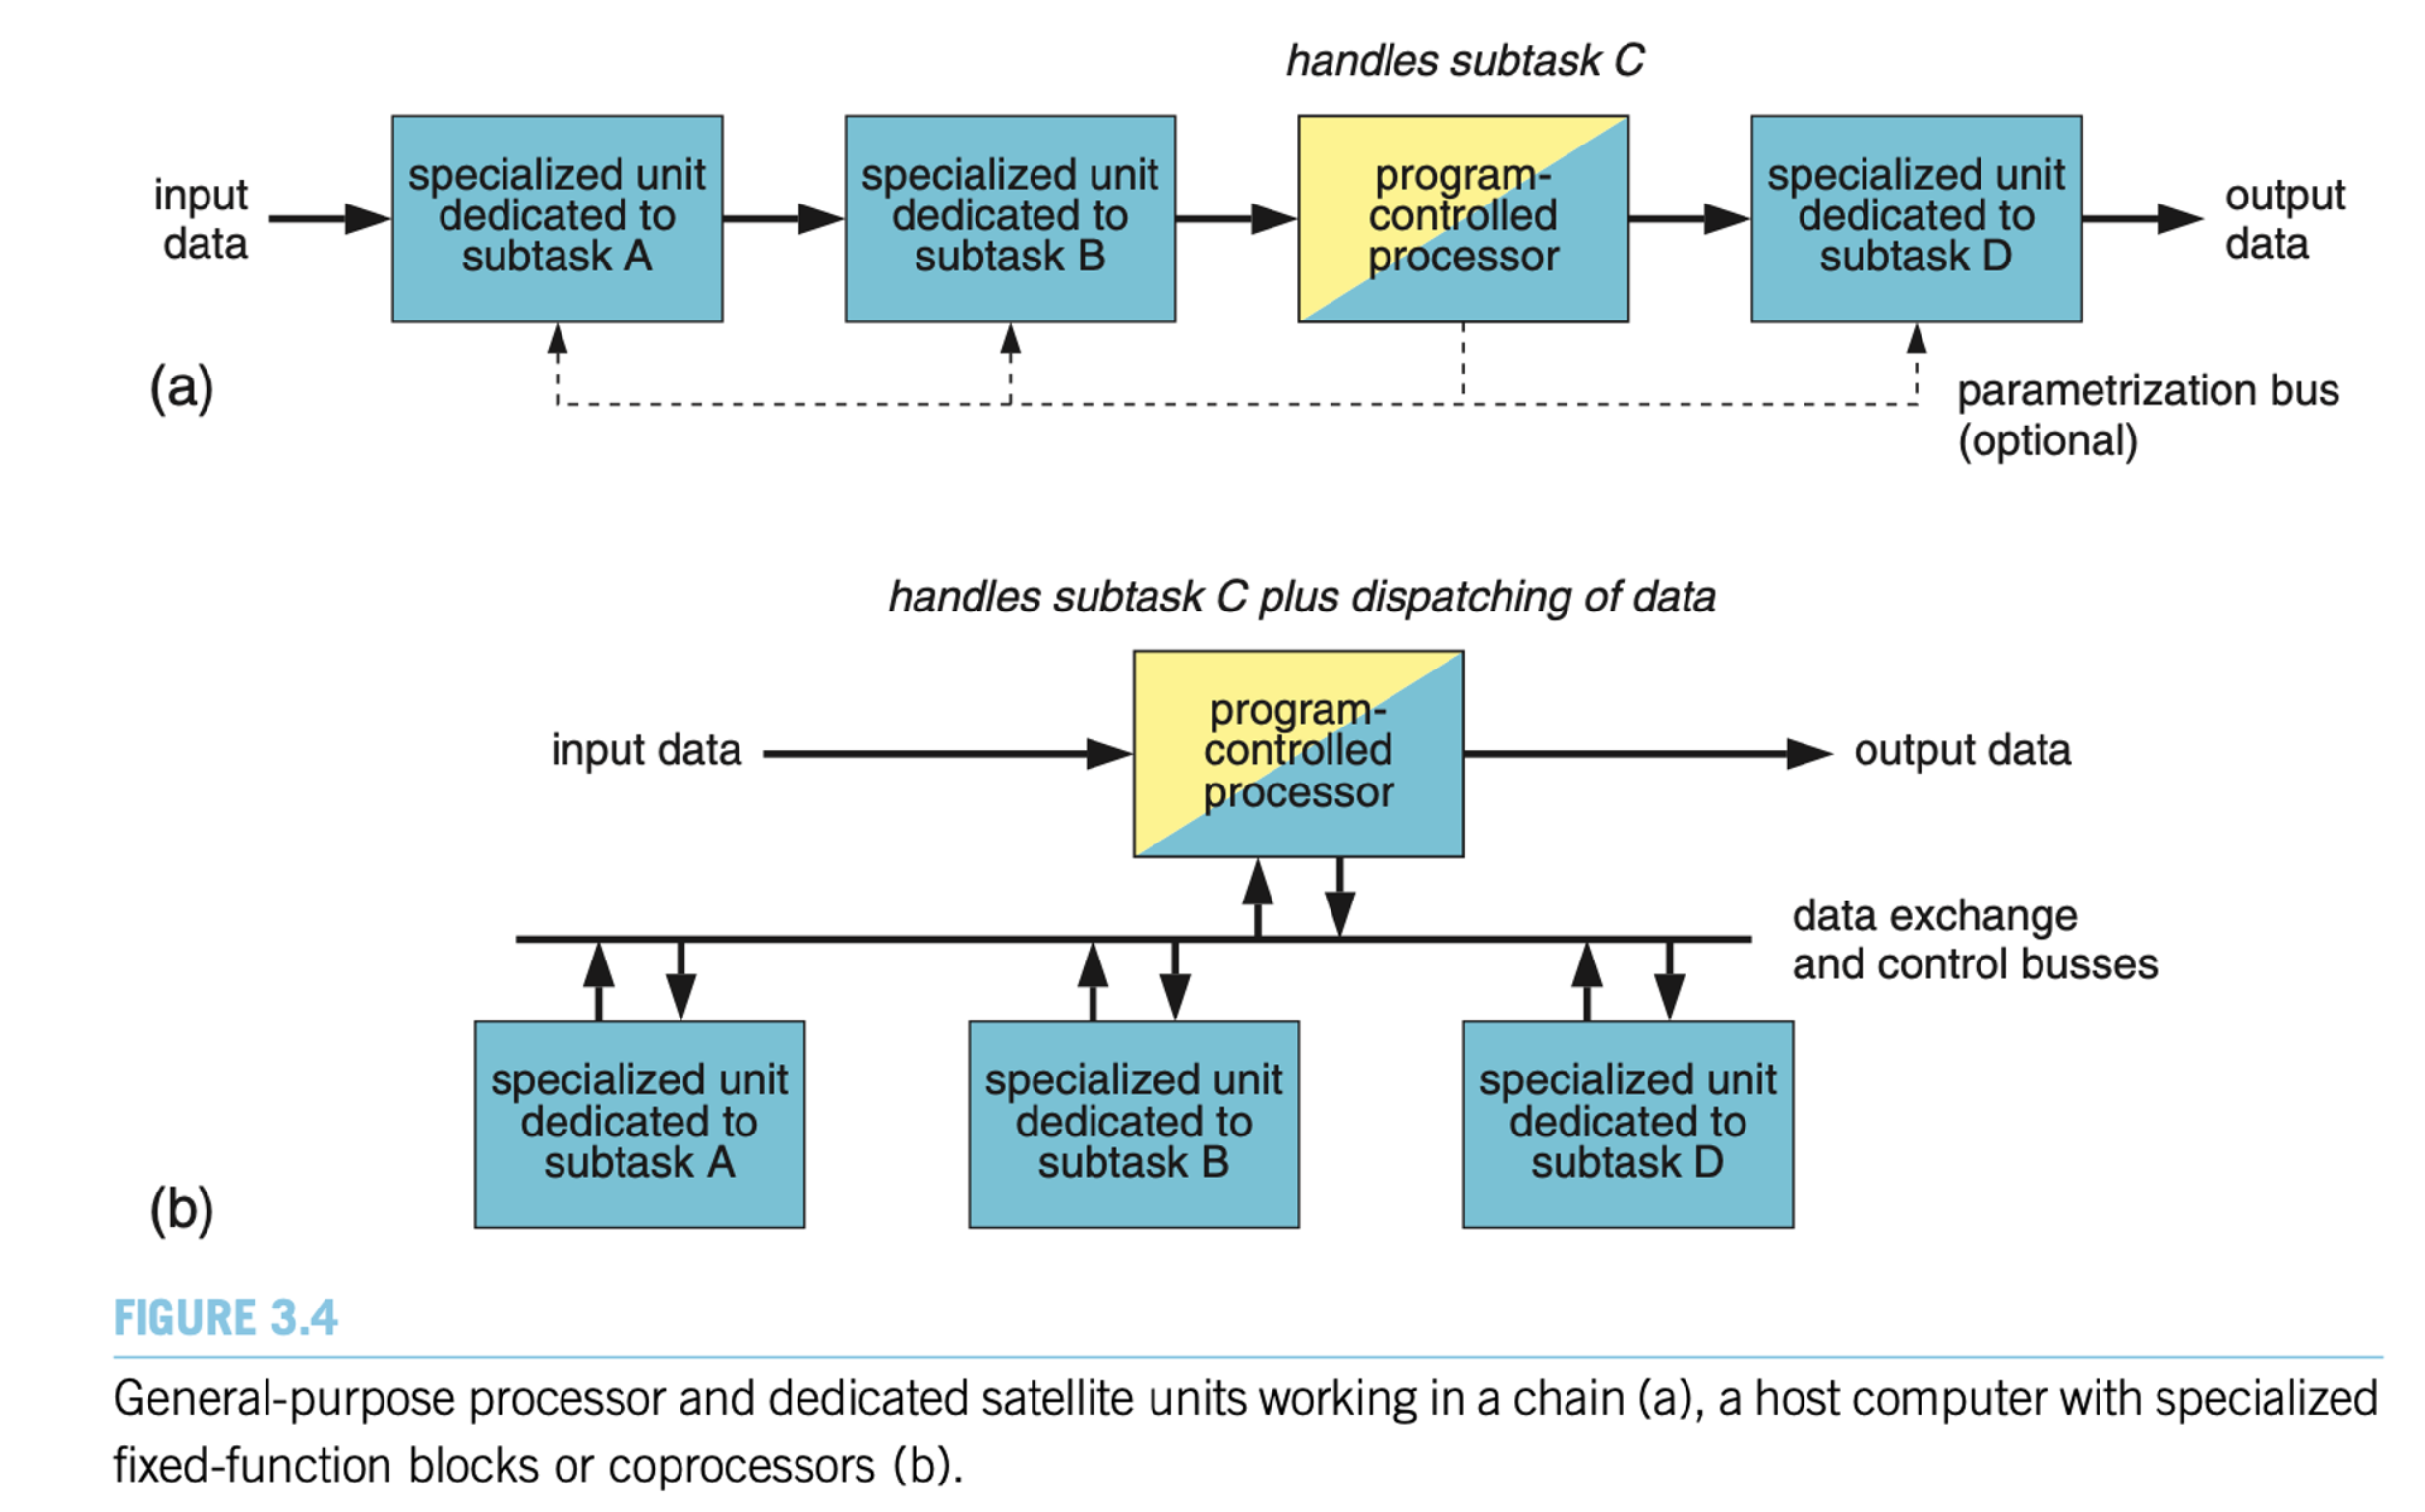 handles subtask C
input
data
specialized unit
dedicated to
subtask A
specialized unit
dedicated to
subtask B
program-
controlled
processor
specialized unit
dedicated to
subtask D
output
data
(a)
parametrization bus
(optional)
handles subtask C plus dispatching of data
input data
program-
controlled
processor
output data
data exchange
and control busses
specialized unit
dedicated to
subtask A
specialized unit
dedicated to
subtask B
specialized unit
dedicated to
subtask D
(b)
FIGURE 3.4
General-purpose processor and dedicated satellite units working in a chain (a), a host computer with specialized
fixed-function blocks or coprocessors (b).